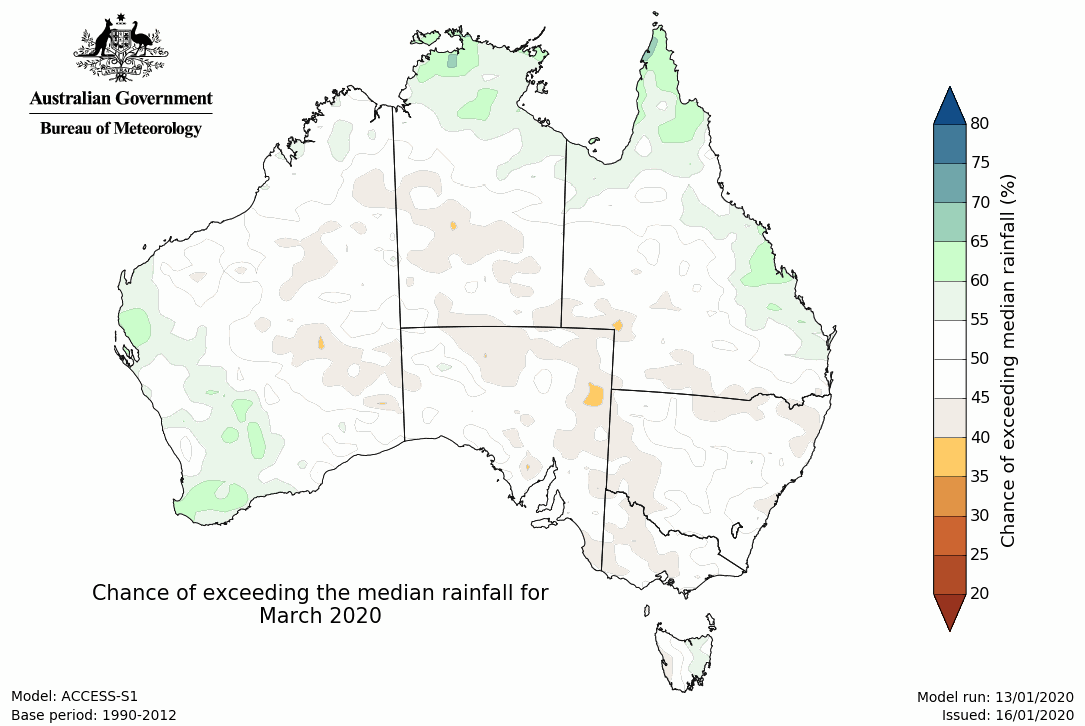 Australian Government
Bureau of Meteorology
80
75
70
65
60
55
50
45
40
35
30
25
20
Chance of exceeding median rainfall (%)
Chance of exceeding the median rainfall for
March 2020
Model: ACCESS-S1
Base period: 1990-2012
Model run: 13/01/2020
Issued: 16/01/2020